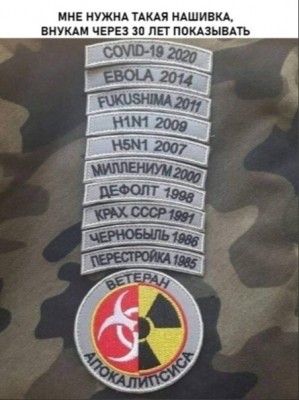 МНЕ НУЖНА ТАКАЯ НАШИВКА,
ВНУКАМ ЧЕРЕЗ 30 ЛЕТ ПОКАЗЫВАТЬ
COVID-19 2020
EBOLA 2014
FUKUSHIMA 2011
H1N1 2009
H5N1 2007
МИЛЛЕНИУМ 2000
ДЕФОЛТ 1998
КРАХ СССР 1991
ЧЕРНОБЫЛЬ 1986
ПЕРЕСТРОЙКА 1985
ВЕТЕРАН
АПОКАЛИПСИСА